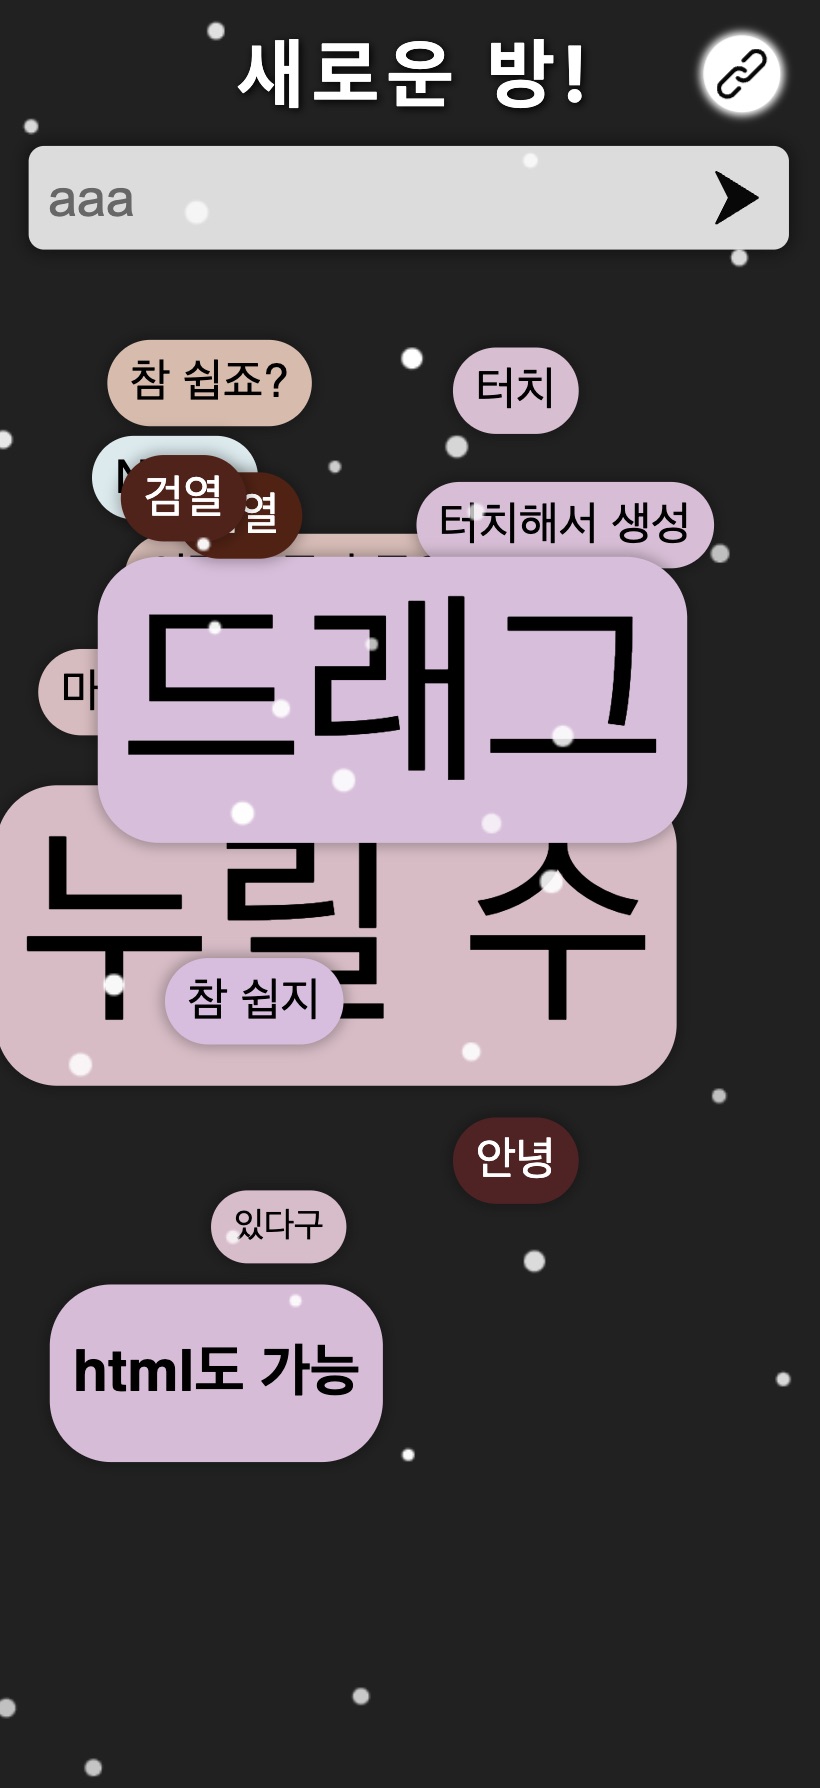 새로운 방!
aaa
참 쉽죠?
터치
검열
열
터치해서 생성
마
드래그
누릴 수
참 쉽지
안녕
있다구
html도 가능